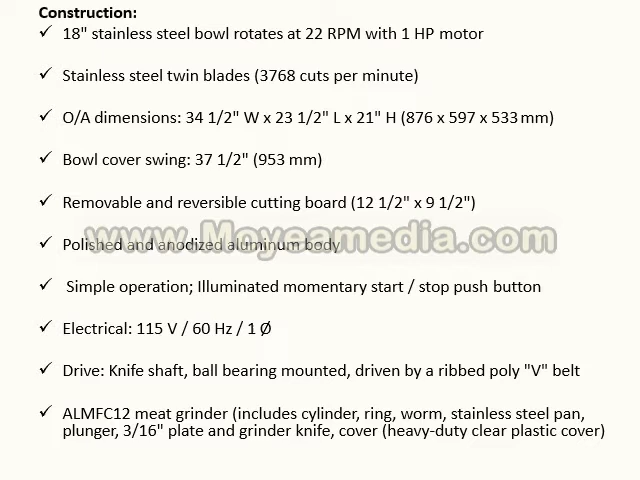 Construction:
✓ 18" stainless steel bowl rotates at 22 RPM with 1 HP motor
✓ Stainless steel twin blades (3768 cuts per minute)
✓ O/A dimensions: 34 1/2" W x 23 1/2" L x 21" H (876 x 597 x 533 mm)
✓ Bowl cover swing: 37 1/2" (953 mm)
✓ Removable and reversible cutting board (12 1/2" x 9 1/2")
✓ Polished and anodized aluminum body
www.Moyeamedia.com
✓ Simple operation; Illuminated momentary start / stop push button
✓ Electrical: 115 V / 60 Hz / 1 Ø
✓ Drive: Knife shaft, ball bearing mounted, driven by a ribbed poly "V" belt
✓ ALMFC12 meat grinder (includes cylinder, ring, worm, stainless steel pan,
plunger, 3/16" plate and grinder knife, cover (heavy-duty clear plastic cover)